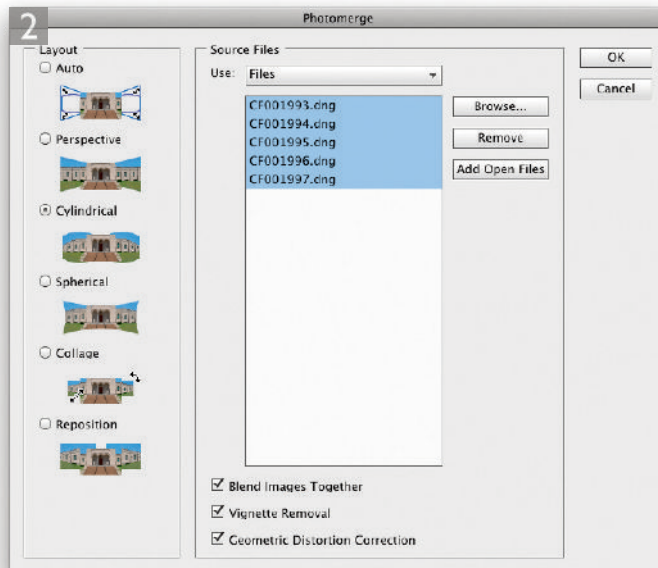 2
Photomerge
Layout
Auto
Perspective
Cylindrical
Spherical
Collage
Reposition
Source Files
Use: Files
CF001993.dng
CF001994.dng
CF001995.dng
CF001996.dng
CF001997.dng
Browse...
Remove
Add Open Files
Blend Images Together
Vignette Removal
Geometric Distortion Correction
OK
Cancel